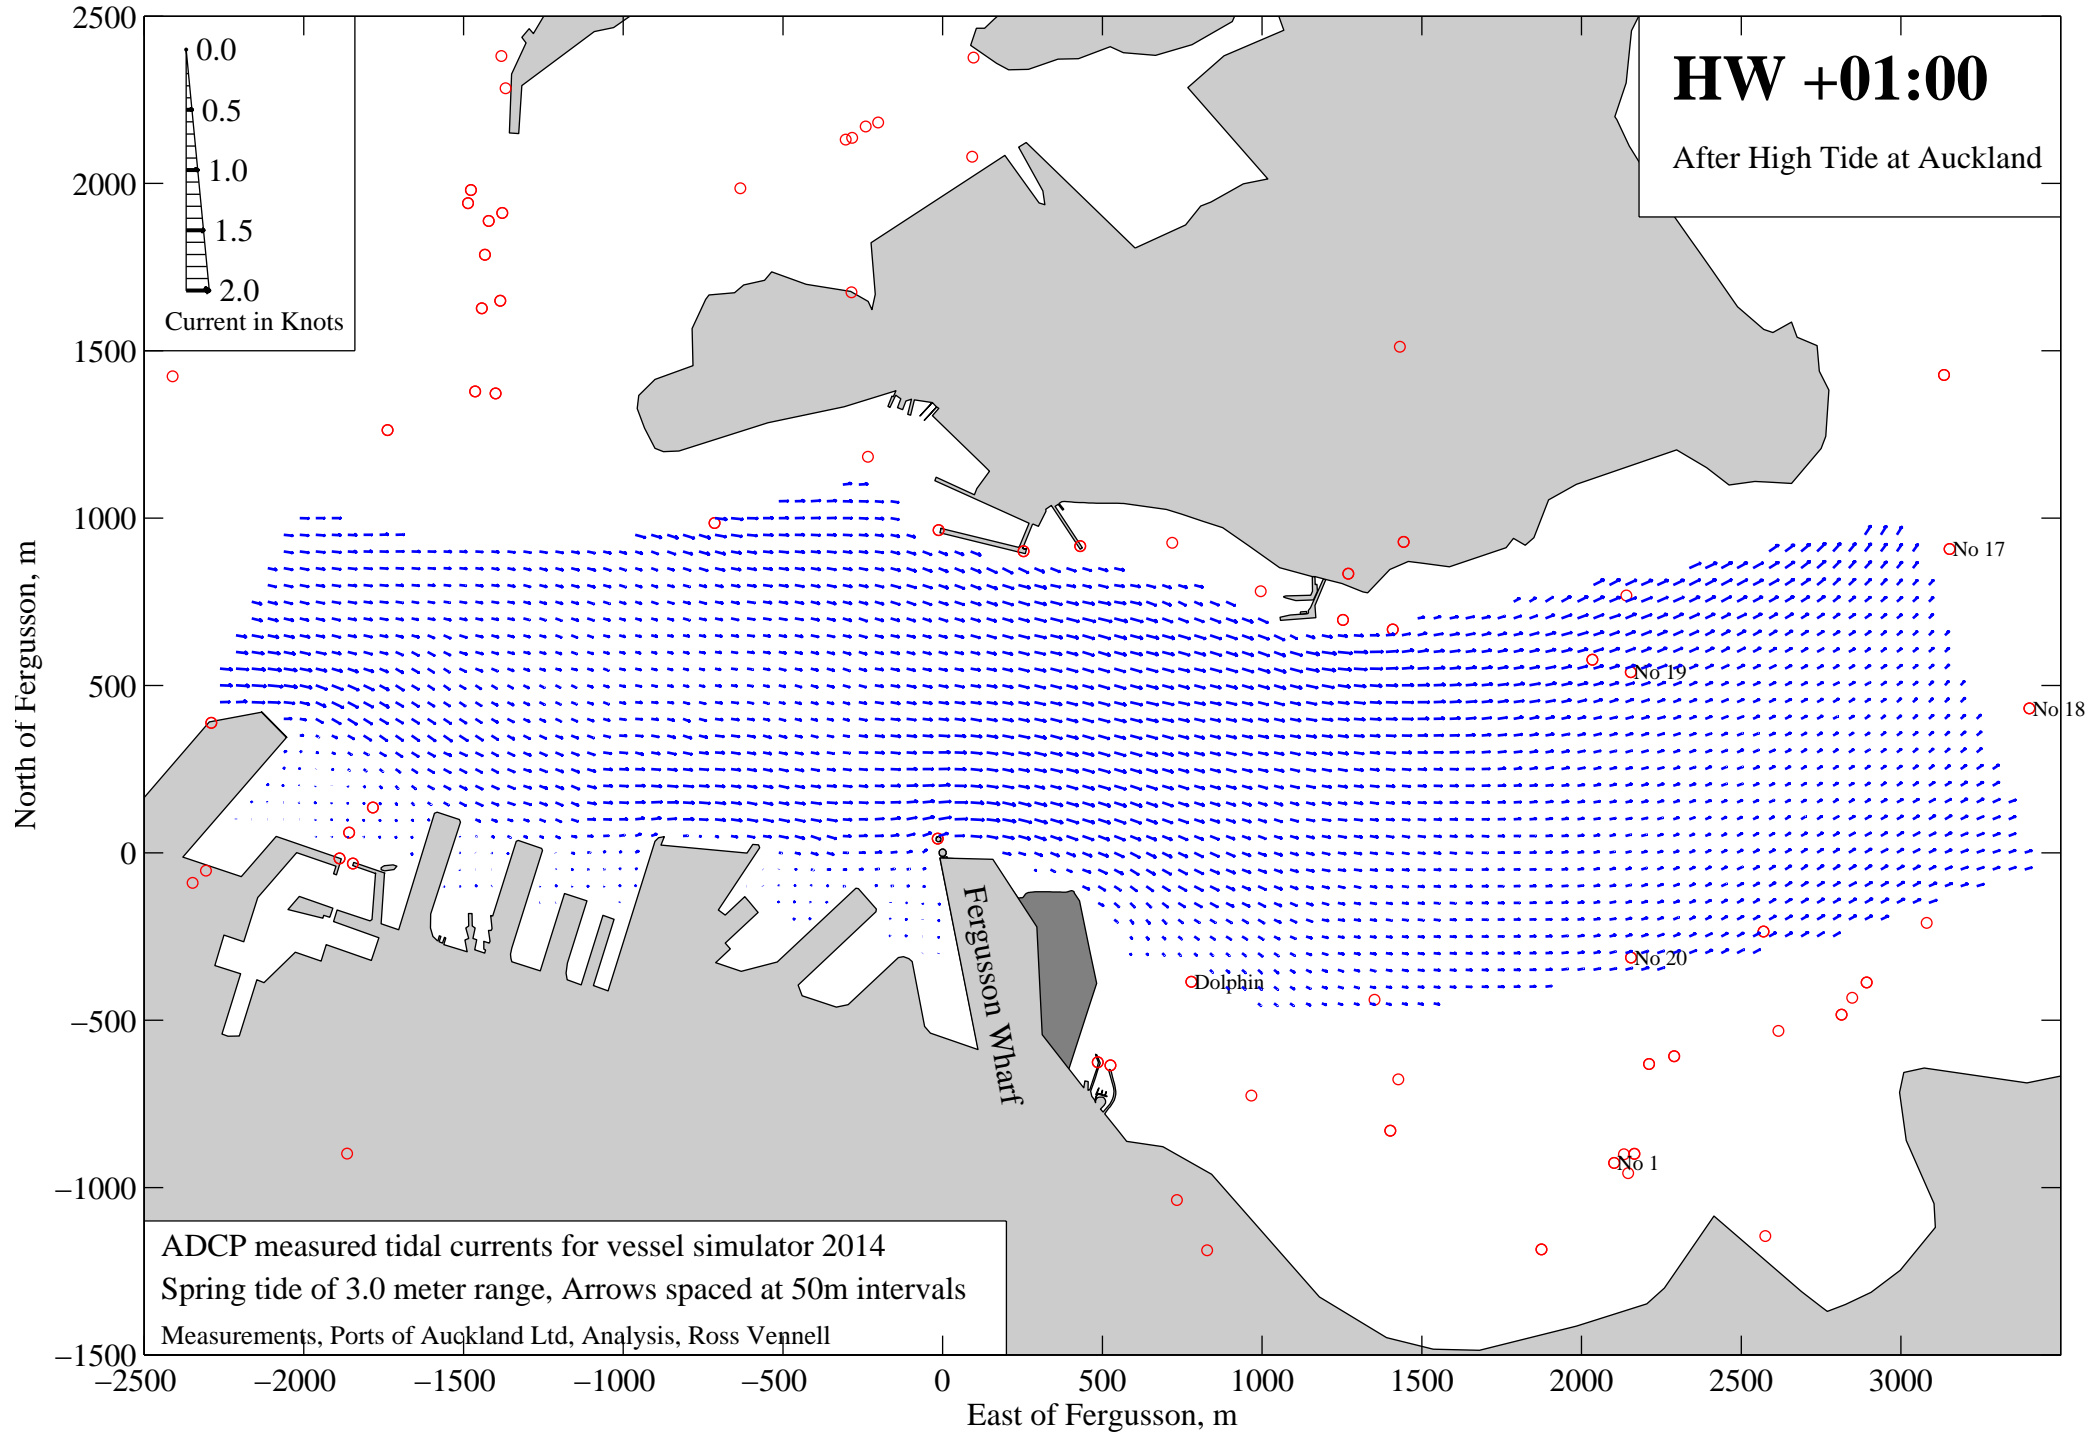 HW +01:00
After High Tide at Auckland
0.0
0.5
1.0
1.5
2.0
Current in Knots
2500
2000
1500
1000
500
0
−500
−1000
−1500
North of Fergusson, m
No 17
No 19
No 18
No 20
Dolphin
No 1
Fergusson Wharf
ADCP measured tidal currents for vessel simulator 2014
Spring tide of 3.0 meter range, Arrows spaced at 50m intervals
Measurements, Ports of Auckland Ltd, Analysis, Ross Vennell
−2500 −2000 −1500 −1000 −500 0 500 1000 1500 2000 2500 3000
East of Fergusson, m